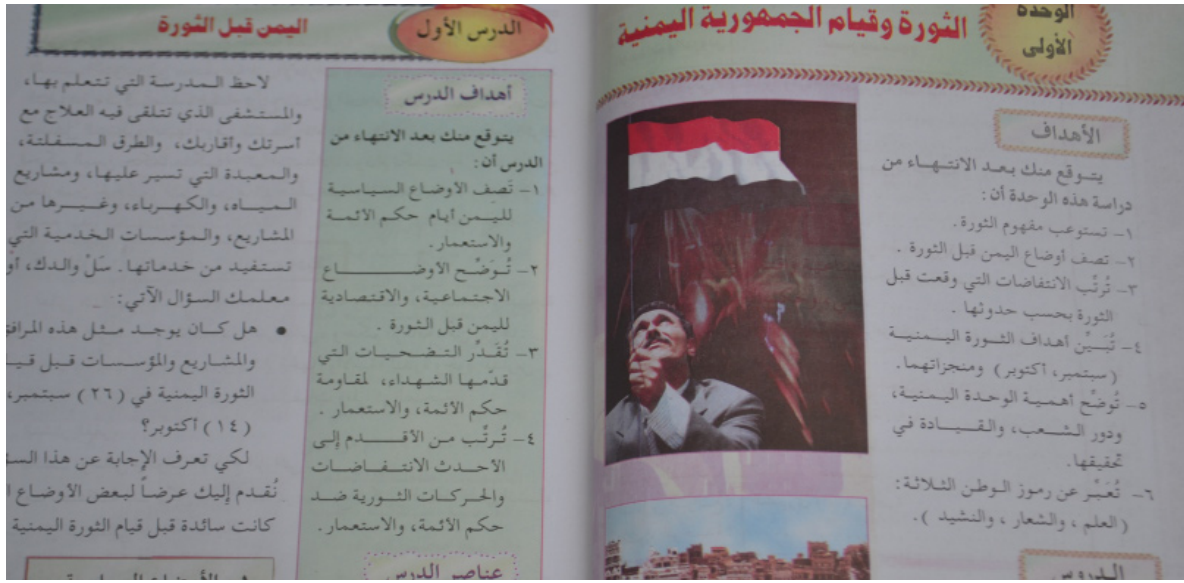 الوحدة
الأولى
الثورة وقيام الجمهورية اليمنية
الأهداف
يتوقع منك بعد الانتهاء من
دراسة هذه الوحدة أن :
١- تستوعب مفهوم الثورة .
٢- تصف أوضاع اليمن قبل الثورة .
٣- تُرتِّب الانتفاضات التي وقعت قبل
الثورة بحسب حدوثها .
٤- تُبَيِّن أهداف الثورة اليمنية
(سبتمبر، أكتوبر) ومنجزاتهما .
٥- تُوضِّح أهمية الوحدة اليمنية،
ودور الشعب، والقيادة في
تحقيقها .
٦- تُعَبِّر عن رموز الوطن الثلاثة :
( العلم ، والشعار ، والنشيد ) .
الدروس
الدرس الأول
اليمن قبل الثورة
أهداف الدرس
يتوقع منك بعد الانتهاء من
الدرس أن :
١- تَصِف الأوضاع السياسية
لليمن أيام حكم الأئمة
والاستعمار .
٢- تُوَضِّح الأوضاع
الاجتماعية، والاقتصادية
لليمن قبل الثورة .
٣- تُقَدِّر التضحيات التي
قدّمها الشهداء، لمقاومة
حكم الأئمة، والاستعمار .
٤- تُرتِّب من الأقدم إلى
الأحدث الانتفاضات
والحركات الثورية ضد
حكم الأئمة، والاستعمار .
عناصر الدرس
لاحظ المدرسة التي تتعلم بها،
والمستشفى الذي تتلقى فيه العلاج مع
أسرتك وأقاربك، والطرق المسفلتة،
والمعبدة التي تسير عليها، ومشاريع
المياه، والكهرباء، وغيرها من
المشاريع، والمؤسسات الخدمية التي
تستفيد من خدماتها . سَلْ والدك، أو
معلمك السؤال الآتي :
● هل كان يوجد مثل هذه
والمشاريع والمؤسسات قبل
الثورة اليمنية في (٢٦) سبتمبر،
(١٤) أكتوبر؟
لكي تعرف الإجابة عن هذا
نُقدم إليك عرضاً لبعض الأوضاع
كانت سائدة قبل قيام الثورة اليمنية